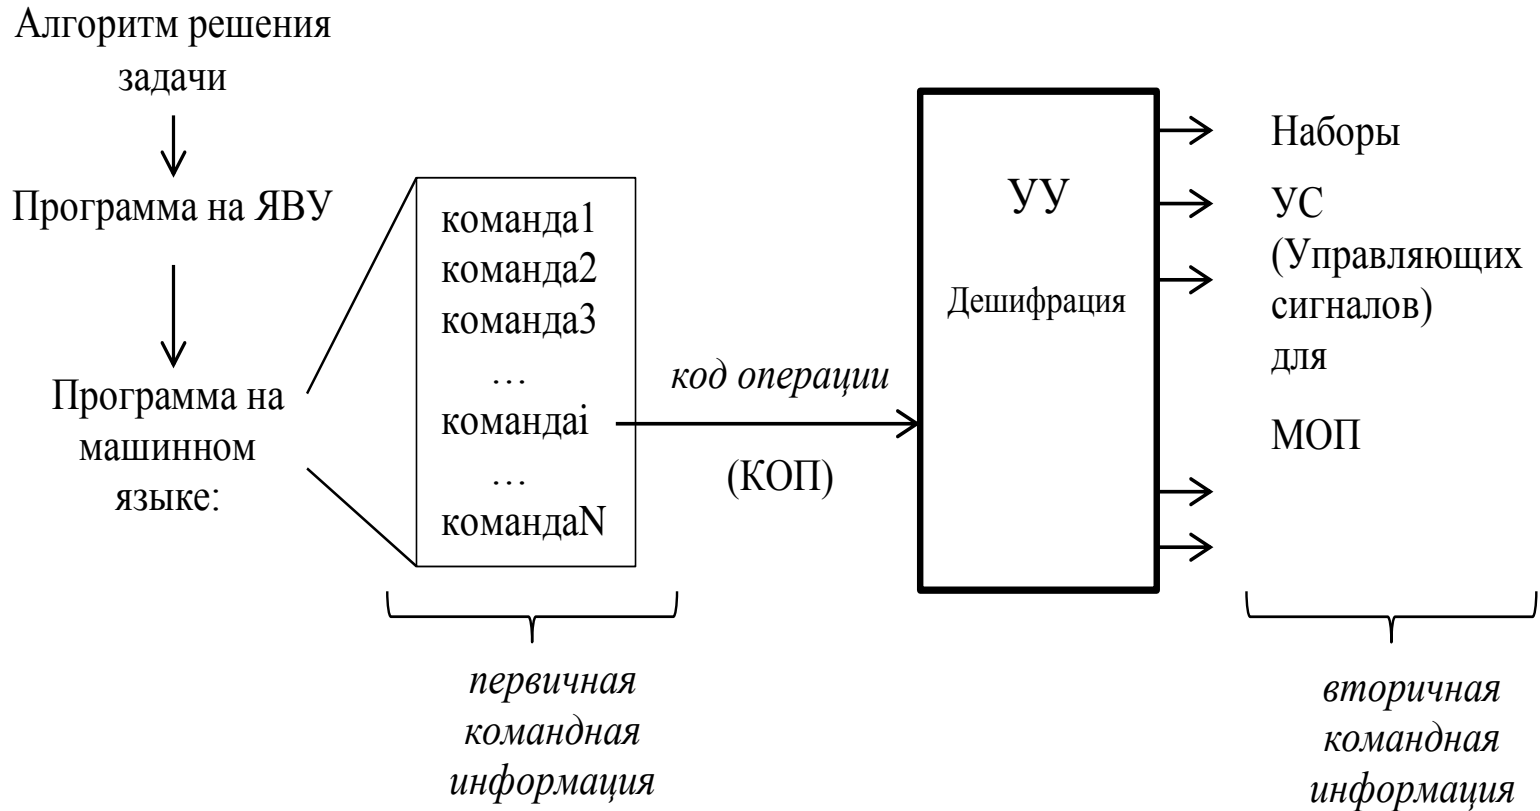 Алгоритм решения
задачи
Программа на ЯВУ
Программа на
машинном
языке:
команда1
команда2
команда3
…
командаi
…
командаN
первичная
командная
информация
код операции
(КОП)
УУ
Дешифрация
Наборы
УС
(Управляющих
сигналов)
для
МОП
вторичная
командная
информация